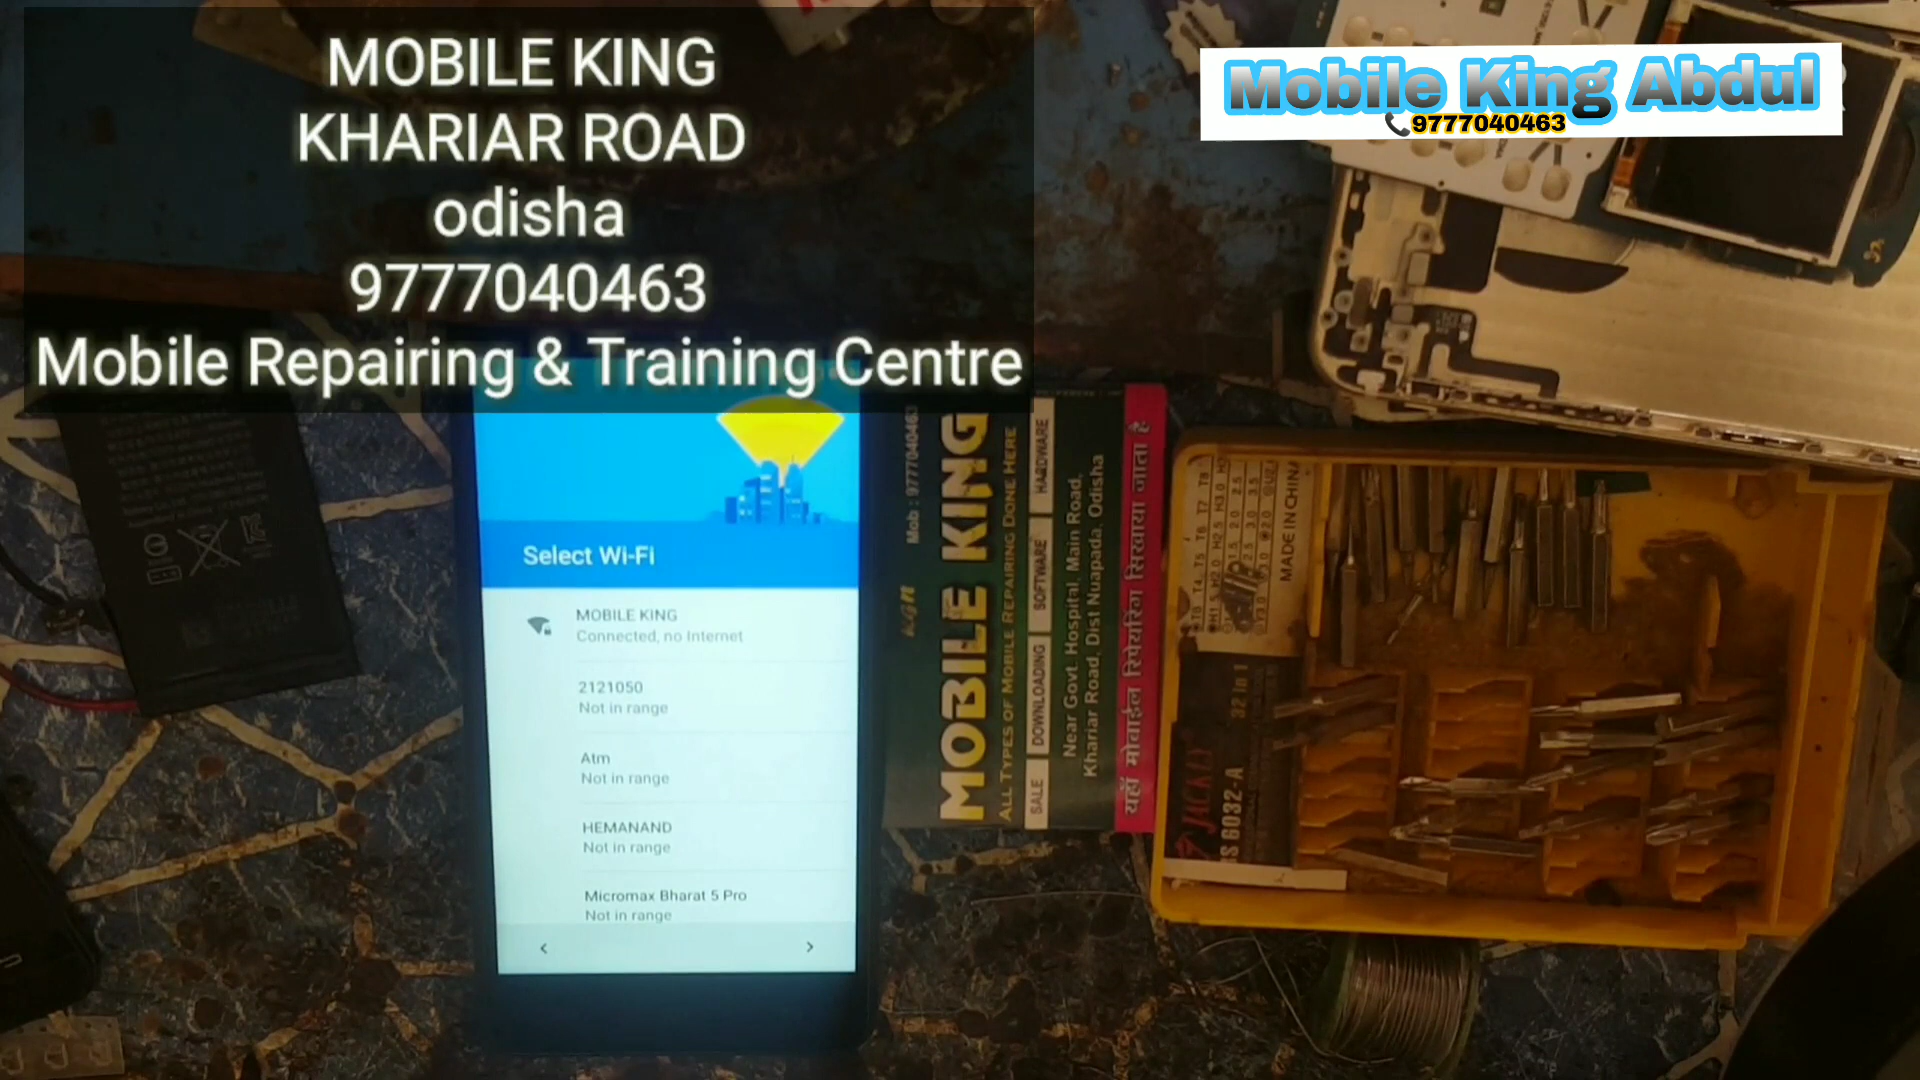 MOBILE KING
KHARIAR ROAD
odisha
9777040463
Mobile Repairing & Training Centre
Mobile King Abdul
9777040463
Select Wi-Fi
MOBILE KING
Connected, no Internet
2121050
Not in range
Atm
Not in range
HEMANAND
Not in range
Micromax Bharat 5 Pro
Not in range
KGN
Mob : 9777040463
MOBILE KING
ALL TYPES OF MOBILE REPAIRING DONE HERE
SALE DOWNLOADING SOFTWARE HARDWARE
Near Govt. Hospital, Main Road,
Khariar Road, Dist Nuapada, Odisha
यहाँ मोबाईल रिपेयरिंग सिखाया जाता है
MADE IN CHINA
JACKLY
32 in 1
6032-A